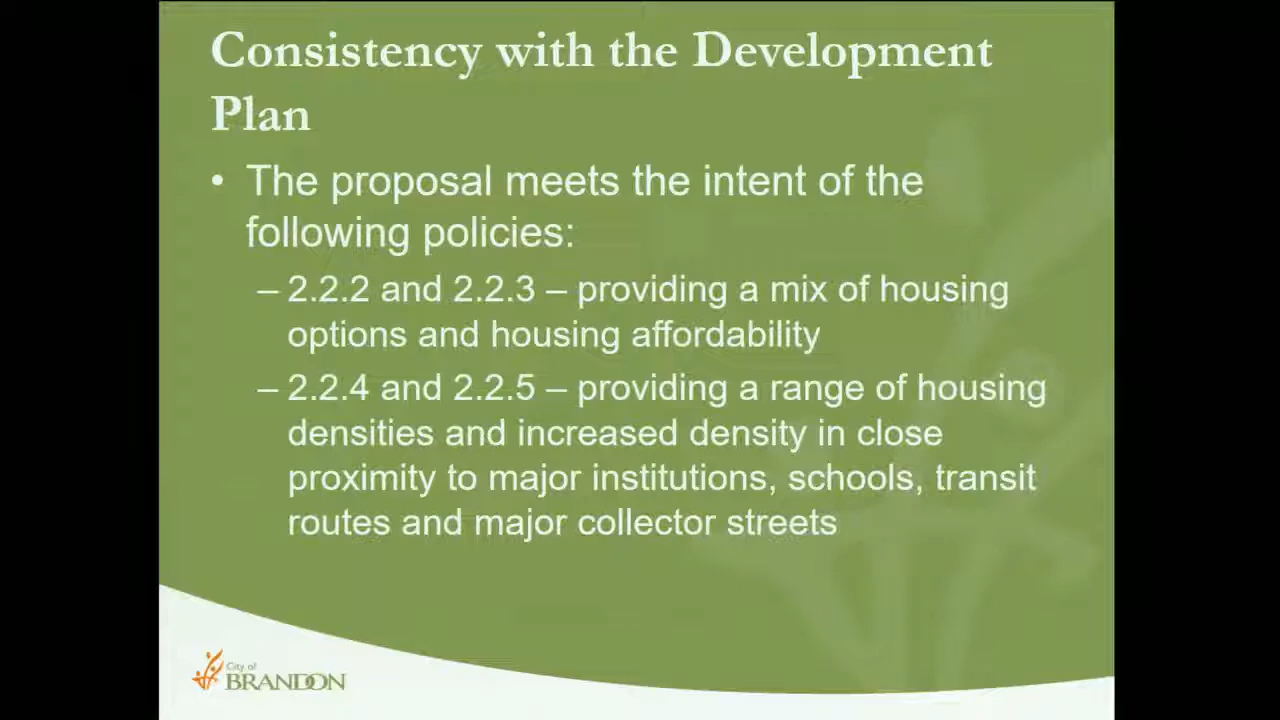 Consistency with the Development
Plan
• The proposal meets the intent of the
following policies:
– 2.2.2 and 2.2.3 – providing a mix of housing
options and housing affordability
– 2.2.4 and 2.2.5 – providing a range of housing
densities and increased density in close
proximity to major institutions, schools, transit
routes and major collector streets
City of
BRANDON